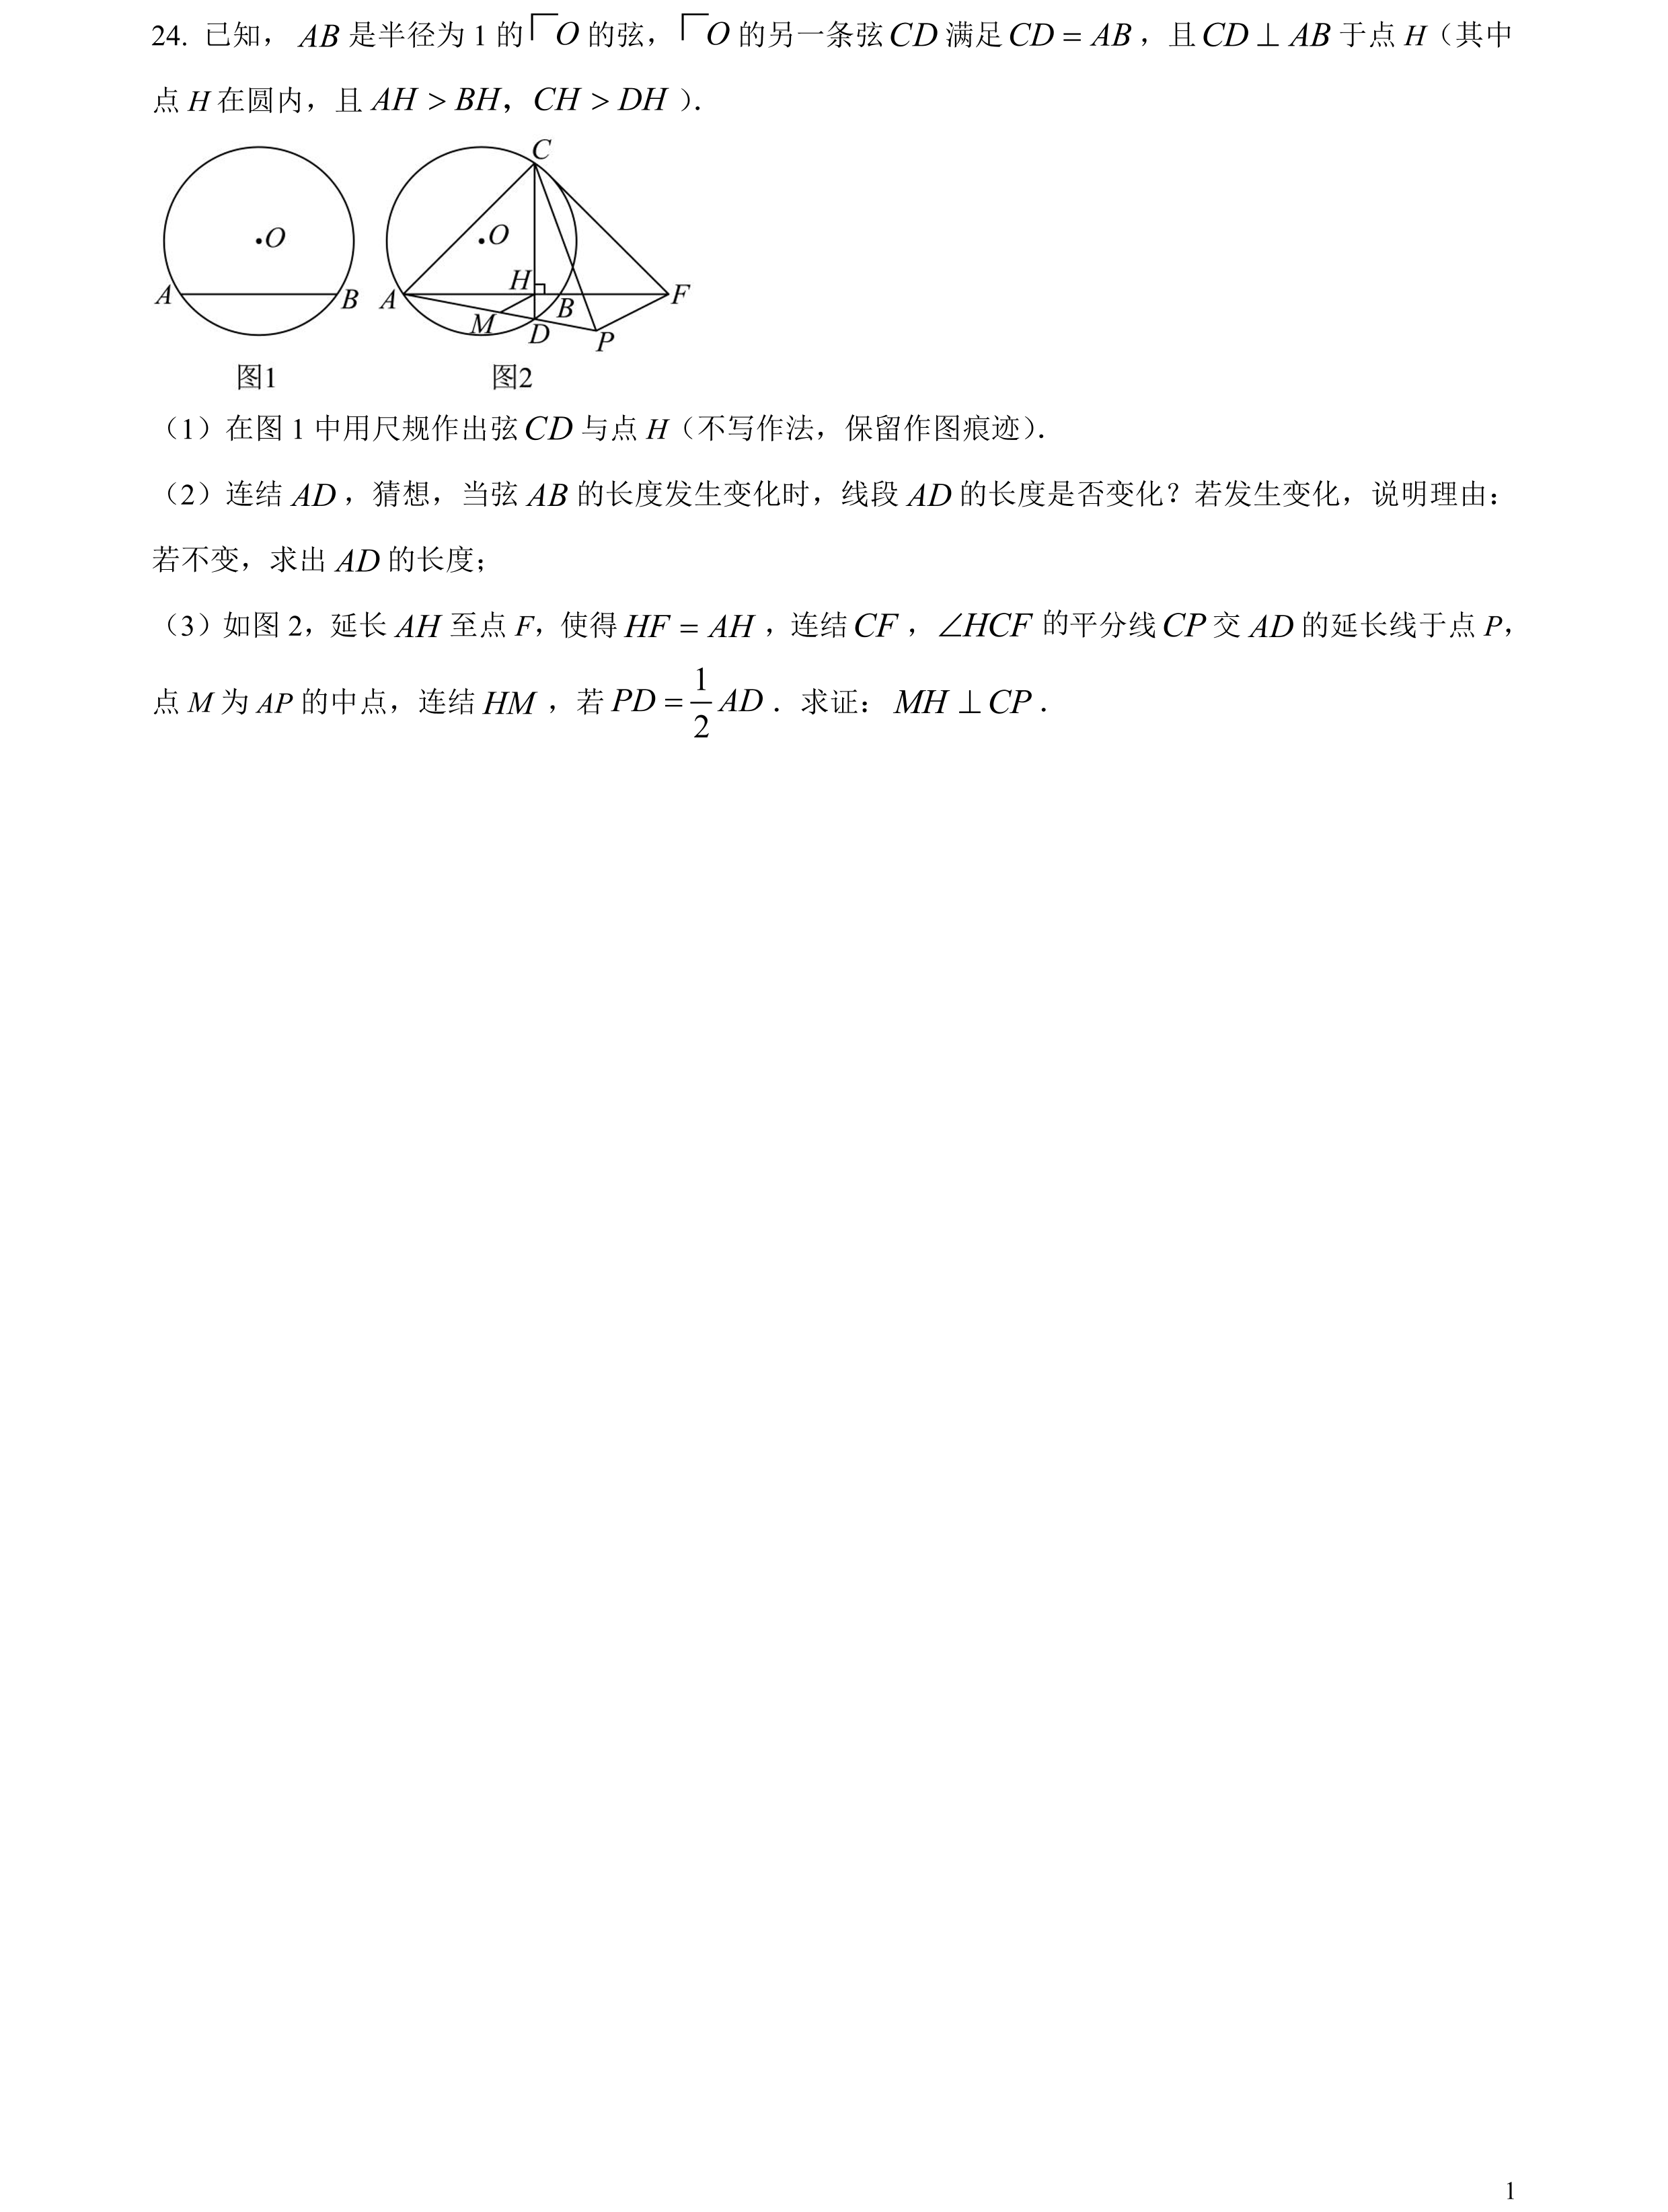 24. 已知， AB 是半径为 1 的⎾O 的弦，⎾O 的另一条弦 CD 满足 CD = AB ，且 CD ⊥ AB 于点 H（其中
点 H 在圆内，且 AH > BH，CH > DH ）．
C
O
O
H
A
B
A
B
F
M
D
P
图1
图2
（1）在图 1 中用尺规作出弦 CD 与点 H（不写作法，保留作图痕迹）．
（2）连结 AD ，猜想，当弦 AB 的长度发生变化时，线段 AD 的长度是否变化？若发生变化，说明理由：
若不变，求出 AD 的长度；
（3）如图 2，延长 AH 至点 F，使得 HF = AH ，连结 CF ，∠HCF 的平分线 CP 交 AD 的延长线于点 P，
点 M 为 AP 的中点，连结 HM ，若 PD = 1/2 AD ．求证： MH ⊥ CP ．
1